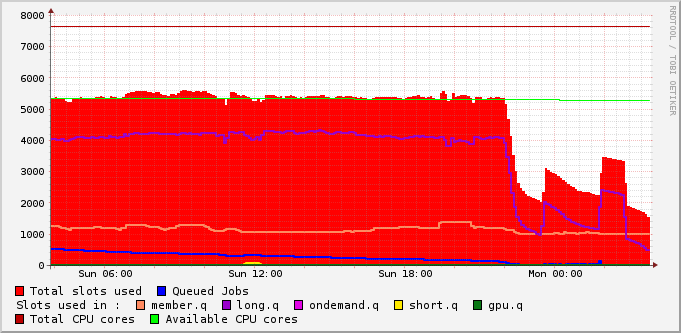 8000
7000
6000
5000
4000
3000
2000
1000
0
Sun 06:00 Sun 12:00 Sun 18:00 Mon 00:00
RRDTOOL / TOBI OETIKER
Total slots used Queued Jobs
Slots used in : member.q long.q ondemand.q short.q gpu.q
Total CPU cores Available CPU cores